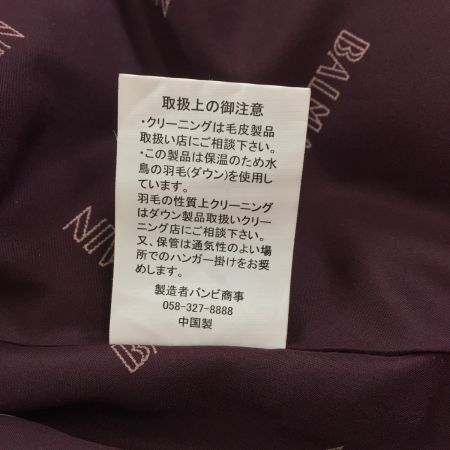 取扱上の御注意
・クリーニングは毛皮製品
取扱い店にご相談下さい。
・この製品は保温のため水
鳥の羽毛(ダウン)を使用し
ています。
羽毛の性質上クリーニング
はダウン製品取扱いクリー
ニング店にご相談下さい。
又、保管は通気性のよい場
所でのハンガー掛けをお奨
めします。
製造者バンビ商事
058-327-8888
中国製
BALMA
IN
IN
B